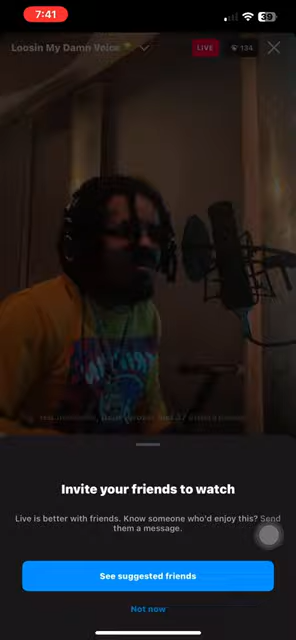 7:41
39
Loosin My Damn Voice
LIVE
134
Invite your friends to watch
Live is better with friends. Know someone who'd enjoy this? Send
them a message.
See suggested friends
Not now